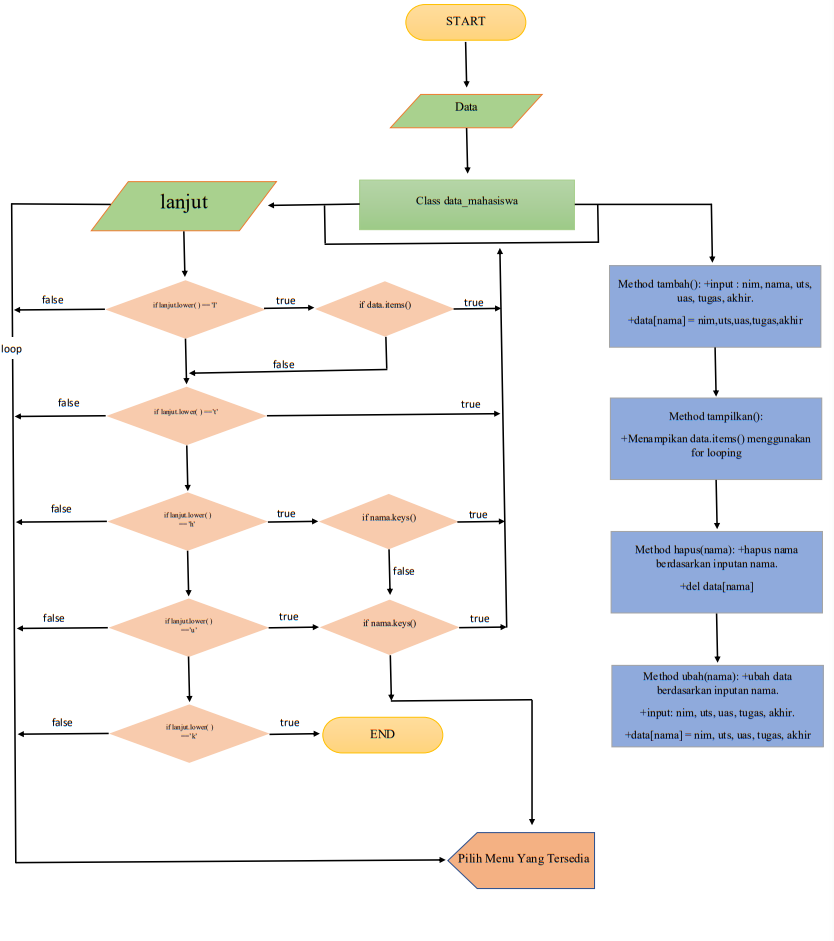 START
Data
lanjut
Class data_mahasiswa
Method tambah(): +input : nim, nama, uts,
uas, tugas, akhir.
+data[nama] = nim,uts,uas,tugas,akhir
false
if lanjut.lower( ) == 'l'
true
if data.items()
true
loop
false
false
if lanjut.lower( ) =='t'
true
Method tampilkan():
+Menampikan data.items() menggunakan
for looping
false
if lanjut.lower( )
== 'h'
true
if nama.keys()
true
false
Method hapus(nama): +hapus nama
berdasarkan inputan nama.
+del data[nama]
false
if lanjut.lower( )
=='u'
true
if nama.keys()
true
Method ubah(nama): +ubah data
berdasarkan inputan nama.
+input: nim, uts, uas, tugas, akhir.
+data[nama] = nim, uts, uas, tugas, akhir
false
if lanjut.lower( )
=='k'
true
END
Pilih Menu Yang Tersedia